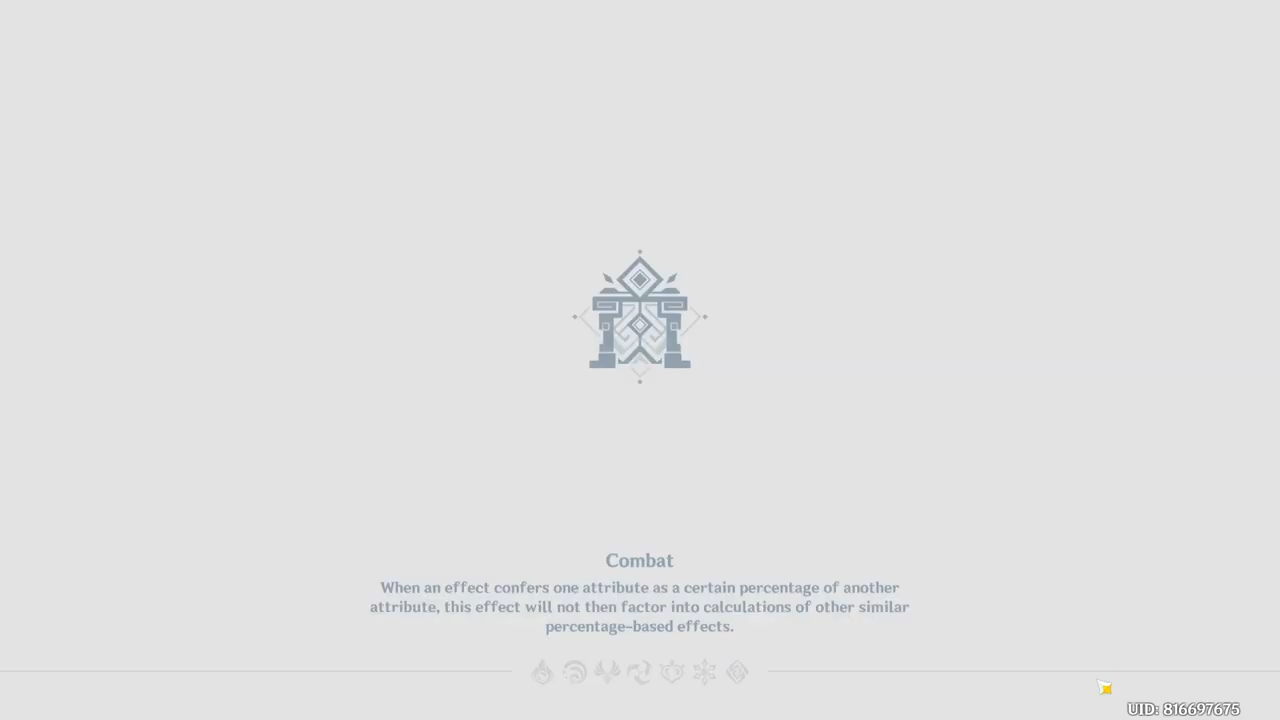 Combat
When an effect confers one attribute as a certain percentage of another
attribute, this effect will not then factor into calculations of other similar
percentage-based effects.
UID: 816697675